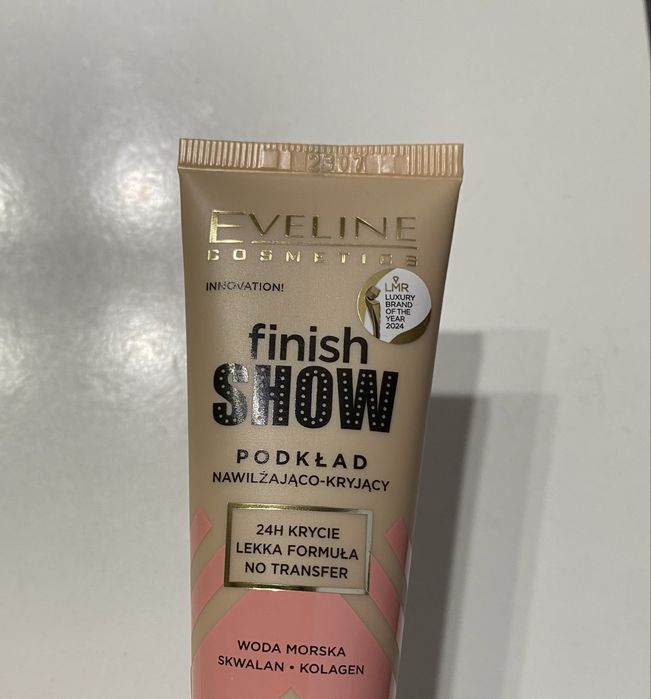 EVELINE
COSMETICS
INNOVATION!
LMR
LUXURY
BRAND
OF THE
YEAR
2024
finish
SHOW
PODKŁAD
NAWILŻAJĄCO-KRYJĄCY
24H KRYCIE
LEKKA FORMUŁA
NO TRANSFER
WODA MORSKA
SKWALAN • KOLAGEN